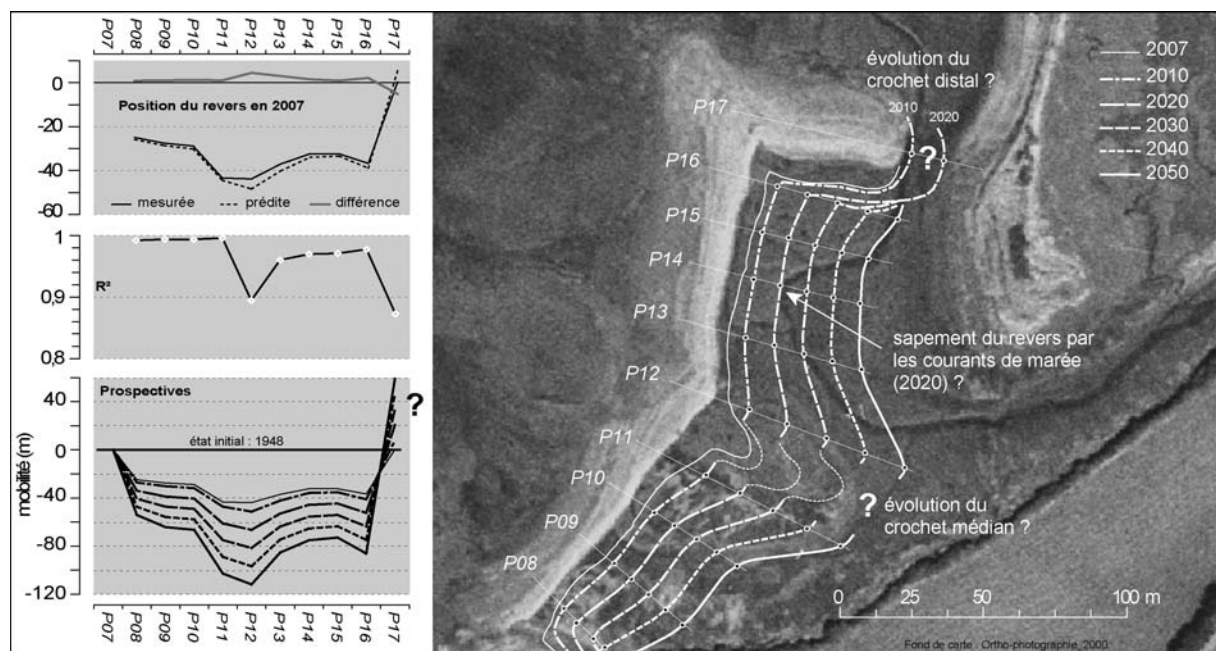 P07 P08 P09 P10 P11 P12 P13 P14 P15 P16 P17
0
-20
-40
-60
Position du revers en 2007
mesurée prédite différence
1
0,9
0,8
R²
Prospectives
40
0
-40
-80
-120
mobilité (m)
état initial : 1948
?
P07 P08 P09 P10 P11 P12 P13 P14 P15 P16 P17
évolution du
crochet distal ?
2007
2010
2020
2030
2040
2050
P17
2010
2020
?
P16
P15
P14
P13
sapement du revers par
les courants de marée
(2020) ?
P12
P11
P10
P09
P08
? évolution du
crochet médian ?
0 25 50 100 m
Fond de carte : Ortho-photographie, 2000.